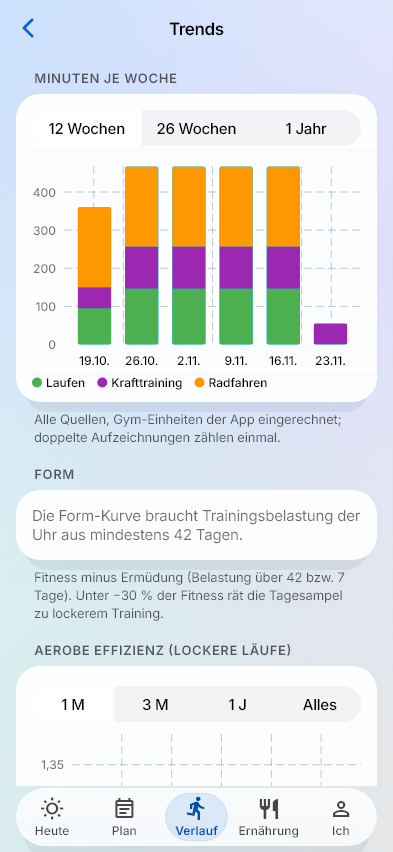 Trends
MINUTEN JE WOCHE
12 Wochen 26 Wochen 1 Jahr
400
300
200
100
0
19.10. 26.10. 2.11. 9.11. 16.11. 23.11.
Laufen Krafttraining Radfahren
Alle Quellen, Gym-Einheiten der App eingerechnet;
doppelte Aufzeichnungen zählen einmal.
FORM
Die Form-Kurve braucht Trainingsbelastung der
Uhr aus mindestens 42 Tagen.
Fitness minus Ermüdung (Belastung über 42 bzw. 7
Tage). Unter −30 % der Fitness rät die Tagesampel
zu lockerem Training.
AEROBE EFFIZIENZ (LOCKERE LÄUFE)
1 M 3 M 1 J Alles
1,35
Heute Plan Verlauf Ernährung Ich